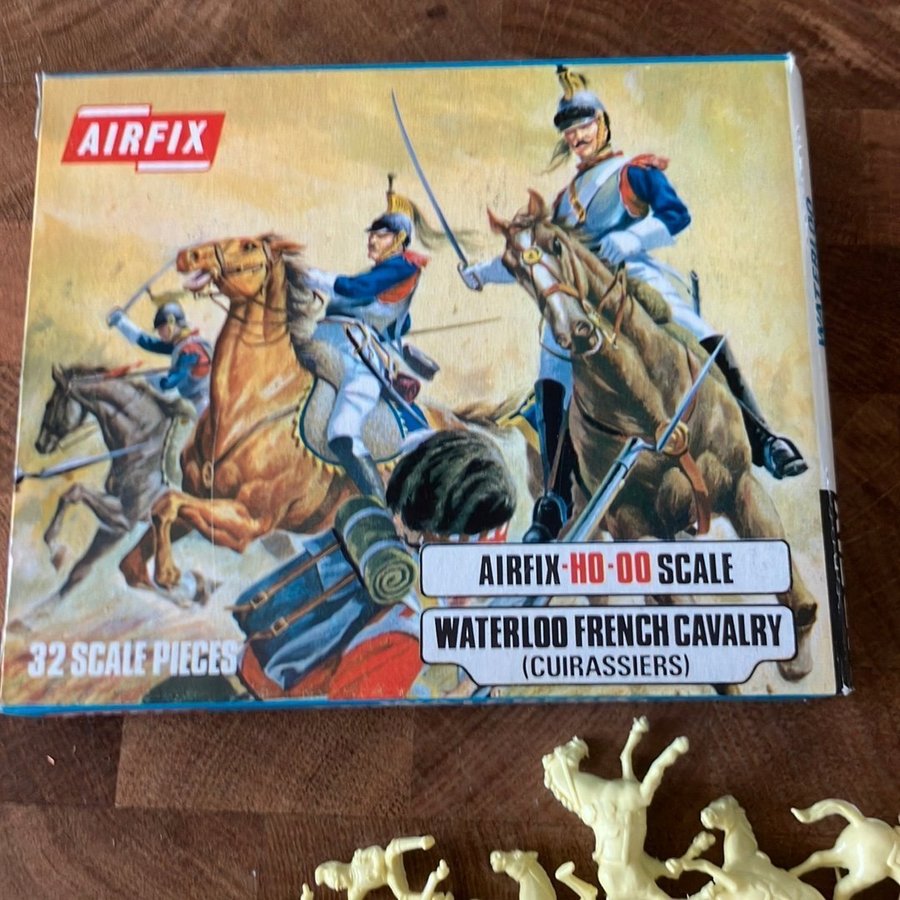 AIRFIX
AIRFIX-HO-OO SCALE
WATERLOO FRENCH CAVALRY
(CUIRASSIERS)
32 SCALE PIECES
WATERLOO